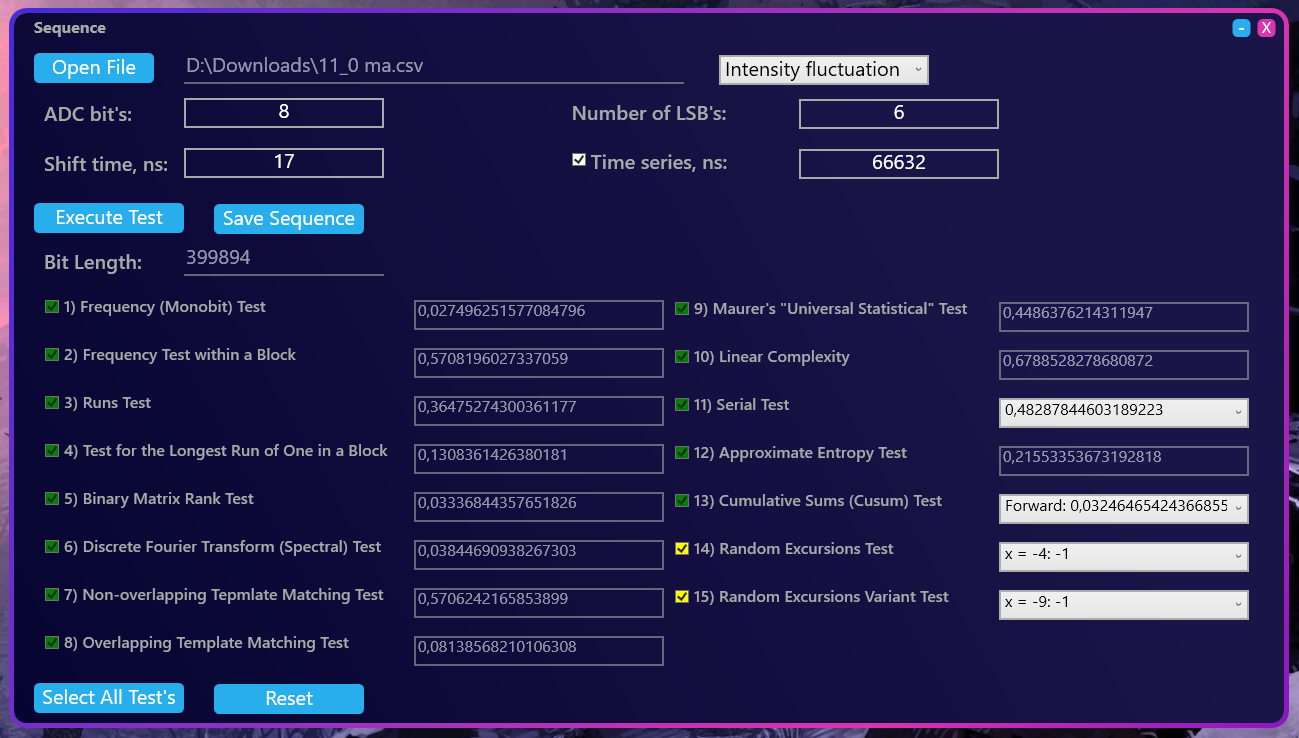 Sequence
- X
Open File D:\Downloads\11_0 ma.csv Intensity fluctuation
ADC bit's: 8 Number of LSB's: 6
Shift time, ns: 17 Time series, ns: 66632
Execute Test Save Sequence
Bit Length: 399894
1) Frequency (Monobit) Test 0,027496251577084796
2) Frequency Test within a Block 0,5708196027337059
3) Runs Test 0,36475274300361177
4) Test for the Longest Run of One in a Block 0,1308361426380181
5) Binary Matrix Rank Test 0,03336844357651826
6) Discrete Fourier Transform (Spectral) Test 0,03844690938267303
7) Non-overlapping Tepmlate Matching Test 0,5706242165853899
8) Overlapping Template Matching Test 0,08138568210106308
9) Maurer's "Universal Statistical" Test 0,4486376214311947
10) Linear Complexity 0,6788528278680872
11) Serial Test 0,48287844603189223
12) Approximate Entropy Test 0,21553353673192818
13) Cumulative Sums (Cusum) Test Forward: 0,03246465424366855
14) Random Excursions Test x = -4: -1
15) Random Excursions Variant Test x = -9: -1
Select All Test's Reset